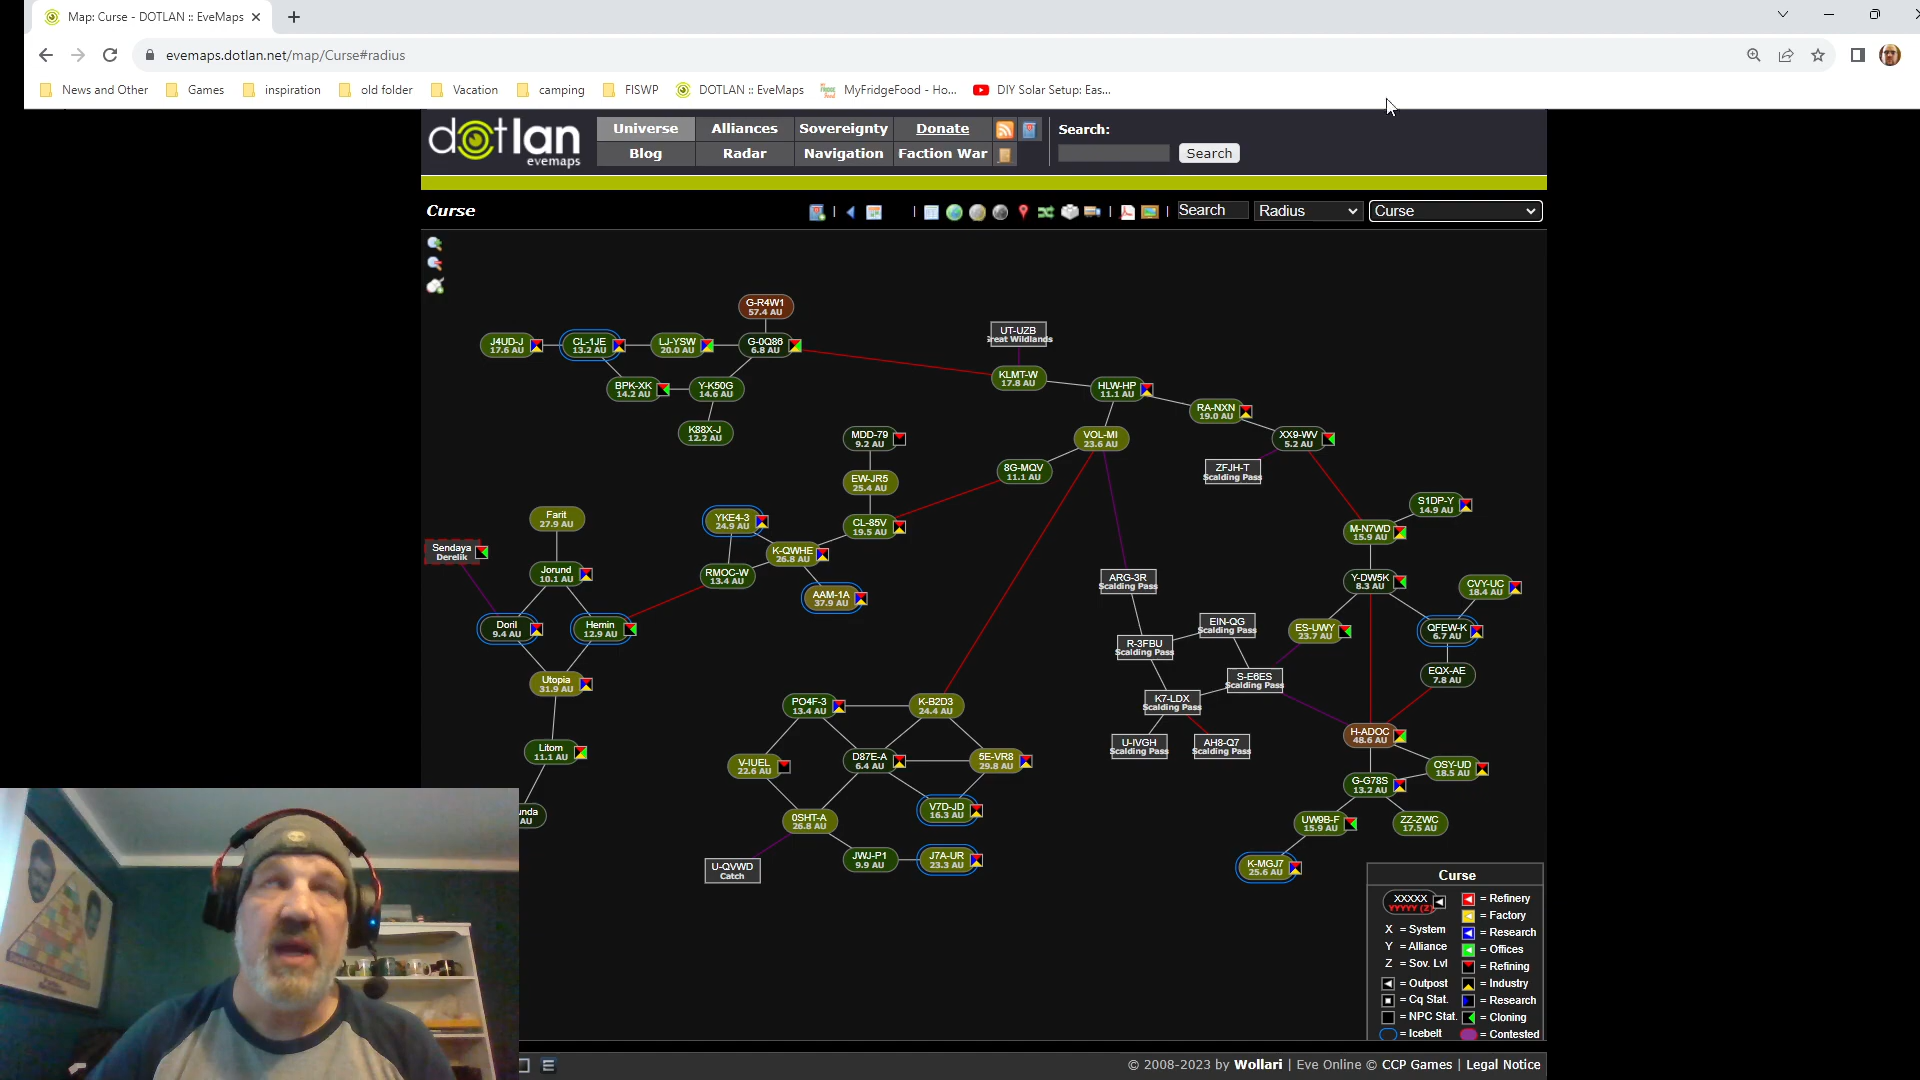 Map: Curse - DOTLAN :: EveMaps
evemaps.dotlan.net/map/Curse#radius
News and Other
Games
inspiration
old folder
Vacation
camping
FISWP
DOTLAN :: EveMaps
MyFridgeFood - Ho...
DIY Solar Setup: Eas...
dotlan
evemaps
Universe
Alliances
Sovereignty
Donate
Search:
Blog
Radar
Navigation
Faction War
Search
Curse
Search
Radius
Curse
G-R4W1
57.4 AU
J4UD-J
17.6 AU
CL-1JE
13.2 AU
LJ-YSW
20.0 AU
G-0Q86
6.8 AU
UT-UZB
Great Wildlands
KLMT-W
17.8 AU
BPK-XK
14.2 AU
Y-K50G
14.6 AU
HLW-HP
11.1 AU
RA-NXN
19.0 AU
K88X-J
12.2 AU
MDD-79
9.2 AU
VOL-MI
23.6 AU
XX9-WV
5.2 AU
8G-MQV
11.1 AU
ZFJH-T
Scalding Pass
EW-JR5
25.4 AU
S1DP-Y
14.9 AU
Farit
27.9 AU
YKE4-3
24.9 AU
CL-85V
19.5 AU
M-N7WD
15.9 AU
Sendaya
Derelik
K-QWHE
26.8 AU
Jorund
10.1 AU
RMOC-W
13.4 AU
ARG-3R
Scalding Pass
Y-DW5K
8.3 AU
CVY-UC
18.4 AU
AAM-1A
37.9 AU
Doril
9.4 AU
Hemin
12.9 AU
EIN-QG
Scalding Pass
ES-UWY
23.7 AU
QFEW-K
6.7 AU
R-3FBU
Scalding Pass
Utopia
31.9 AU
S-E6ES
Scalding Pass
EQX-AE
7.8 AU
PO4F-3
13.4 AU
K-B2D3
24.4 AU
K7-LDX
Scalding Pass
H-ADOC
48.6 AU
Litom
11.1 AU
V-IUEL
22.6 AU
D87E-A
6.4 AU
5E-VR8
29.8 AU
U-IVGH
Scalding Pass
AH8-Q7
Scalding Pass
OSY-UD
18.5 AU
G-G78S
13.2 AU
V7D-JD
16.3 AU
nda
AU
0SHT-A
26.8 AU
UW9B-F
15.9 AU
ZZ-ZWC
17.5 AU
U-QVWD
Catch
JWJ-P1
9.9 AU
J7A-UR
23.3 AU
K-MGJ7
25.6 AU
Curse
XXXXX
YYYYY (Z)
X = System
Y = Alliance
Z = Sov. Lvl
= Outpost
= Cq Stat.
= NPC Stat.
= Icebelt
= Refinery
= Factory
= Research
= Offices
= Refining
= Industry
= Research
= Cloning
= Contested
© 2008-2023 by Wollari | Eve Online © CCP Games | Legal Notice